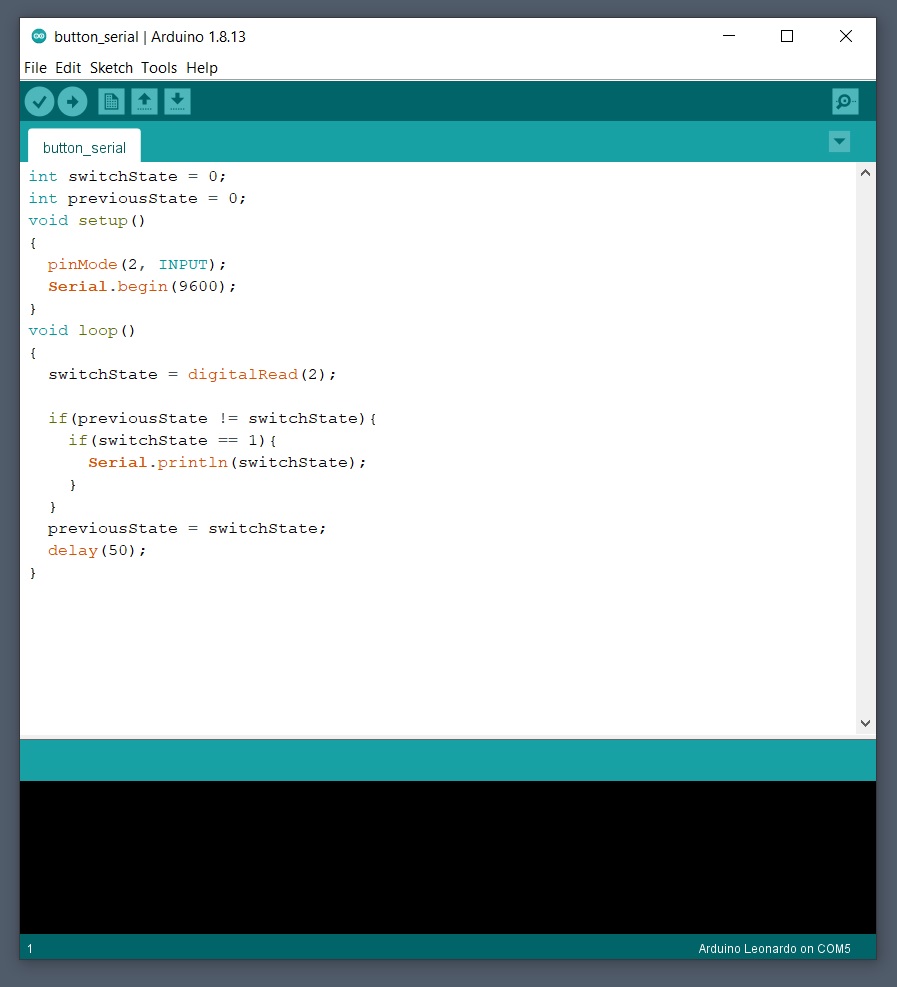 button_serial | Arduino 1.8.13
File Edit Sketch Tools Help
button_serial
int switchState = 0;
int previousState = 0;
void setup()
{
  pinMode(2, INPUT);
  Serial.begin(9600);
}
void loop()
{
  switchState = digitalRead(2);

  if(previousState != switchState){
    if(switchState == 1){
      Serial.println(switchState);
    }
  }
  previousState = switchState;
  delay(50);
}
1
Arduino Leonardo on COM5